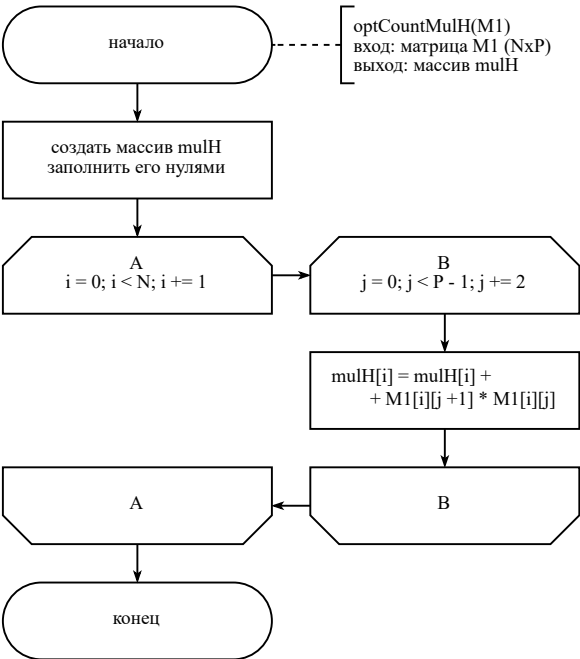 начало
optCountMulH(M1)
вход: матрица M1 (NxP)
выход: массив mulH
создать массив mulH
заполнить его нулями
A
i = 0; i < N; i += 1
B
j = 0; j < P - 1; j += 2
mulH[i] = mulH[i] +
+ M1[i][j +1] * M1[i][j]
A
B
конец